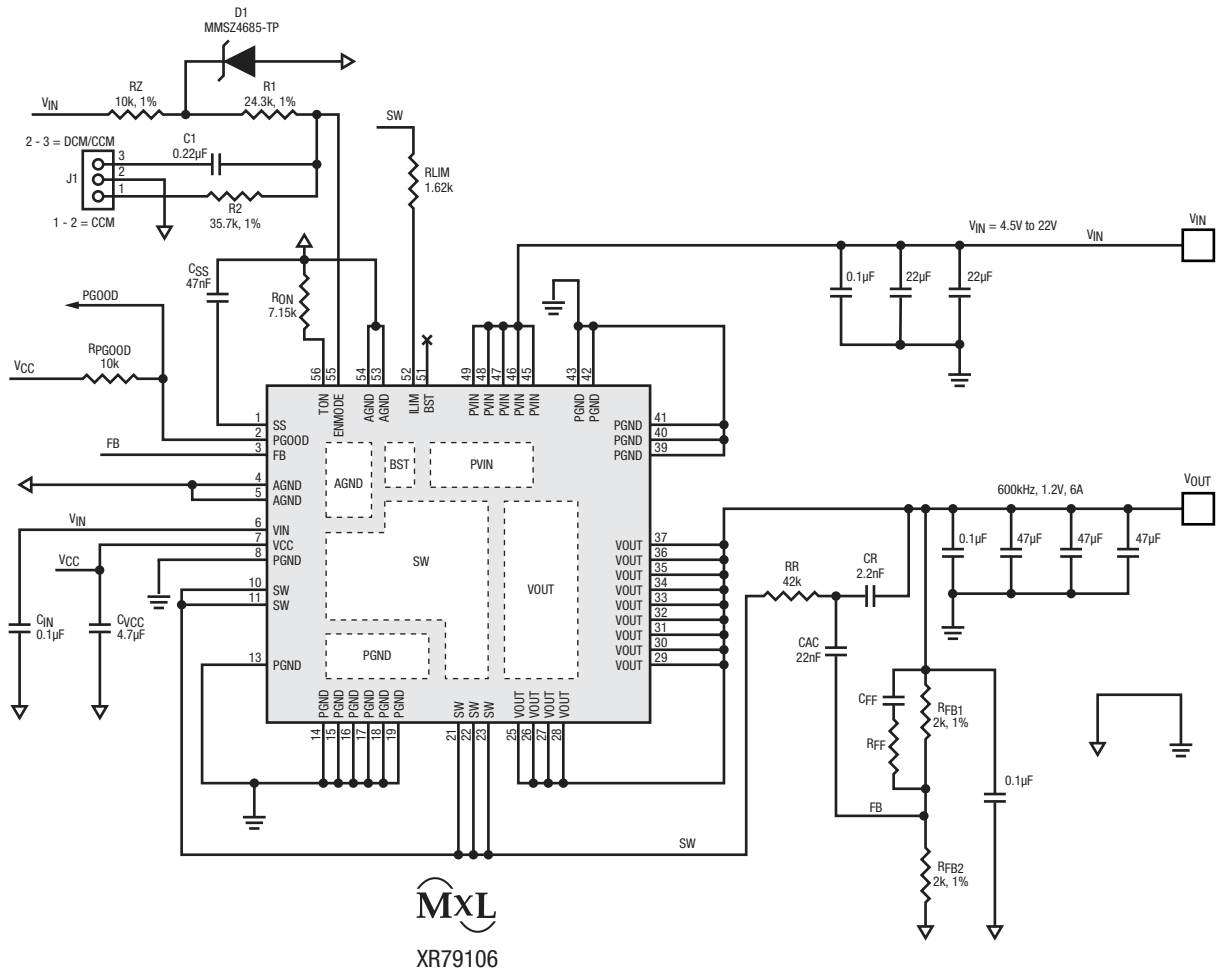 D1
MMSZ4685-TP
RZ
10k, 1%
R1
24.3k, 1%
VIN
2 - 3 = DCM/CCM
C1
0.22µF
3
2
1
J1
R2
35.7k, 1%
1 - 2 = CCM
SW
RLIM
1.62k
VIN = 4.5V to 22V
VIN
VIN
0.1µF
22µF
22µF
CSS
47nF
RON
7.15k
PGOOD
RPGOOD
10k
VCC
56
55
54
53
52
51
49
48
47
46
45
43
42
TON
ENMODE
AGND
AGND
ILIM
BST
PVIN
PVIN
PVIN
PVIN
PVIN
PGND
PGND
1
SS
2
PGOOD
FB
3
FB
4
AGND
5
AGND
VIN
6
VIN
VCC
7
VCC
8
PGND
10
SW
11
SW
13
PGND
CIN
0.1µF
CVCC
4.7µF
AGND
BST
PVIN
SW
VOUT
PGND
PGND
41
PGND
40
PGND
39
VOUT
37
VOUT
36
VOUT
35
VOUT
34
VOUT
33
VOUT
32
VOUT
31
VOUT
30
VOUT
29
PGND
PGND
PGND
PGND
PGND
PGND
SW
SW
SW
VOUT
VOUT
VOUT
VOUT
14
15
16
17
18
19
21
22
23
25
26
27
28
600kHz, 1.2V, 6A
VOUT
0.1µF
47µF
47µF
47µF
RR
42k
CR
2.2nF
CAC
22nF
CFF
RFB1
2k, 1%
RFF
0.1µF
FB
SW
RFB2
2k, 1%
MXL
XR79106